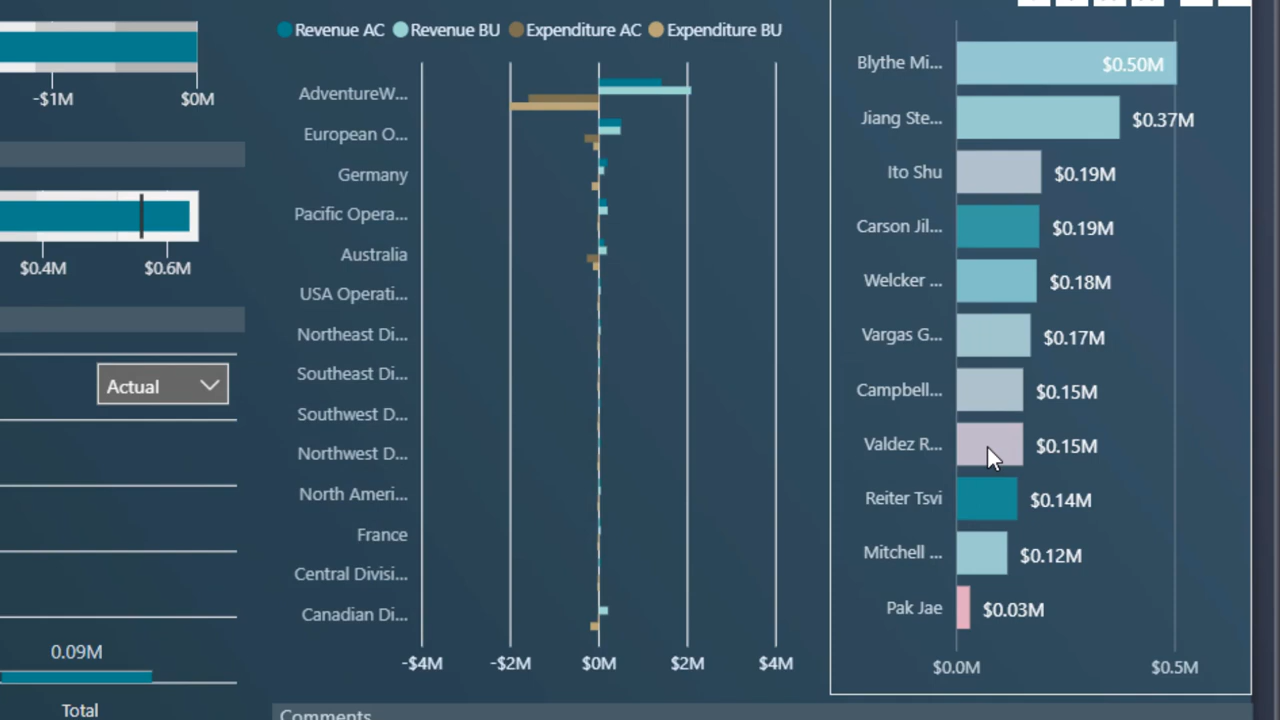 -$1M $0M
$0.4M $0.6M
Actual
0.09M
Total
Revenue AC Revenue BU Expenditure AC Expenditure BU
AdventureW...
European O...
Germany
Pacific Opera...
Australia
USA Operati...
Northeast Di...
Southeast Di...
Southwest D...
Northwest D...
North Ameri...
France
Central Divisi...
Canadian Di...
-$4M -$2M $0M $2M $4M
Comments
Blythe Mi... $0.50M
Jiang Ste... $0.37M
Ito Shu $0.19M
Carson Jil... $0.19M
Welcker ... $0.18M
Vargas G... $0.17M
Campbell... $0.15M
Valdez R... $0.15M
Reiter Tsvi $0.14M
Mitchell ... $0.12M
Pak Jae $0.03M
$0.0M $0.5M